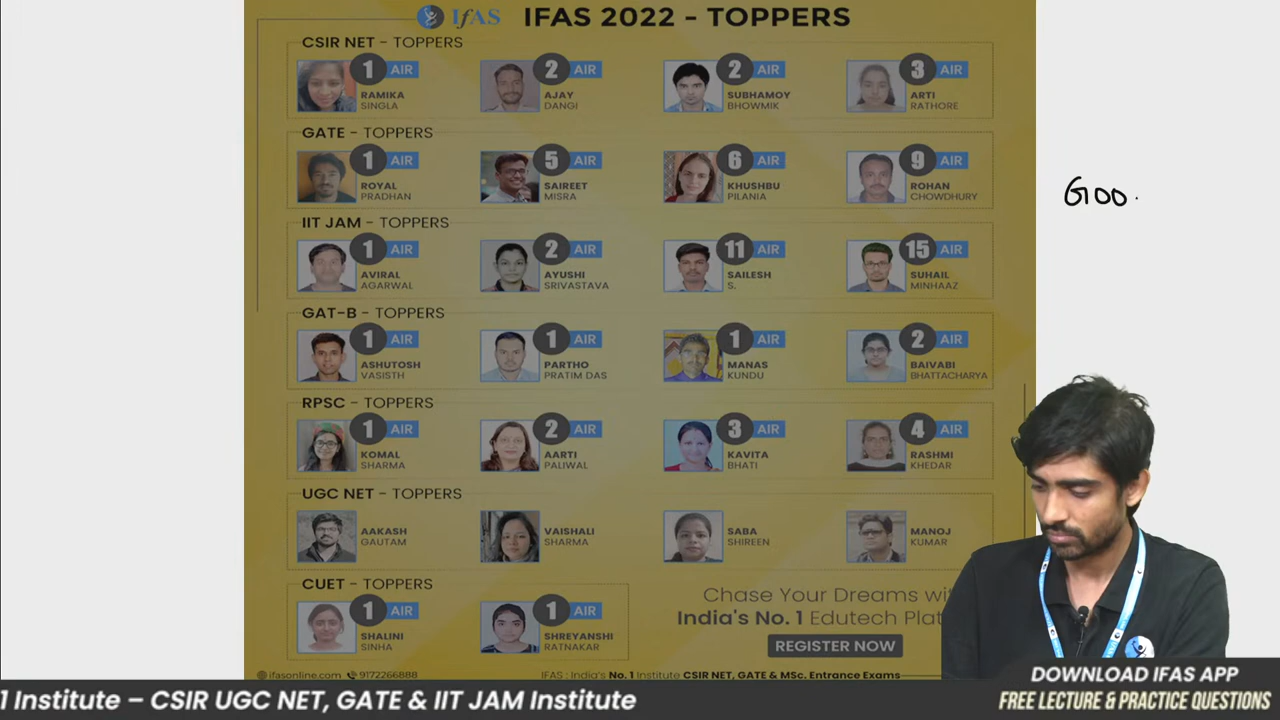 IfAS IFAS 2022 - TOPPERS
CSIR NET - TOPPERS
1 AIR
RAMIKA
SINGLA
2 AIR
AJAY
DANGI
2 AIR
SUBHAMOY
BHOWMIK
3 AIR
ARTI
RATHORE
GATE - TOPPERS
1 AIR
ROYAL
PRADHAN
5 AIR
SAIREET
MISRA
6 AIR
KHUSHBU
PILANIA
9 AIR
ROHAN
CHOWDHURY
IIT JAM - TOPPERS
1 AIR
AVIRAL
AGARWAL
2 AIR
AYUSHI
SRIVASTAVA
11 AIR
SAILESH
S.
15 AIR
SUHAIL
MINHAAZ
GAT-B - TOPPERS
1 AIR
ASHUTOSH
VASISTH
1 AIR
PARTHO
PRATIM DAS
1 AIR
MANAS
KUNDU
2 AIR
BAIVABI
BHATTACHARYA
RPSC - TOPPERS
1 AIR
KOMAL
SHARMA
2 AIR
AARTI
PALIWAL
3 AIR
KAVITA
BHATI
4 AIR
RASHMI
KHEDAR
UGC NET - TOPPERS
AAKASH
GAUTAM
VAISHALI
SHARMA
SABA
SHIREEN
MANOJ
KUMAR
CUET - TOPPERS
1 AIR
SHALINI
SINHA
1 AIR
SHREYANSHI
RATNAKAR
Chase Your Dreams wi
India's No. 1 Edutech Plat
REGISTER NOW
ifasonline.com 9172266888
IFAS : India's No. 1 Institute CSIR NET, GATE & MSc. Entrance Exams
Goo
DOWNLOAD IFAS APP
FREE LECTURE & PRACTICE QUESTIONS
1 Institute – CSIR UGC NET, GATE & IIT JAM Institute